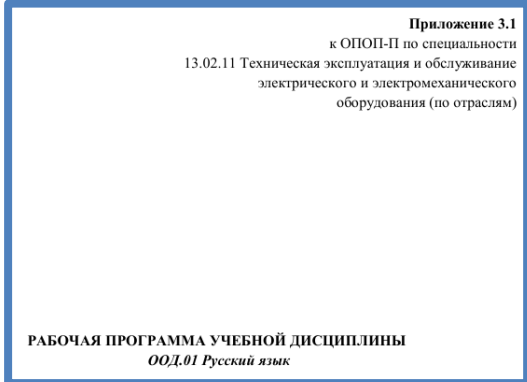 Приложение 3.1
к ОПОП-П по специальности
13.02.11 Техническая эксплуатация и обслуживание
электрического и электромеханического
оборудования (по отраслям)
РАБОЧАЯ ПРОГРАММА УЧЕБНОЙ ДИСЦИПЛИНЫ
ООД.01 Русский язык